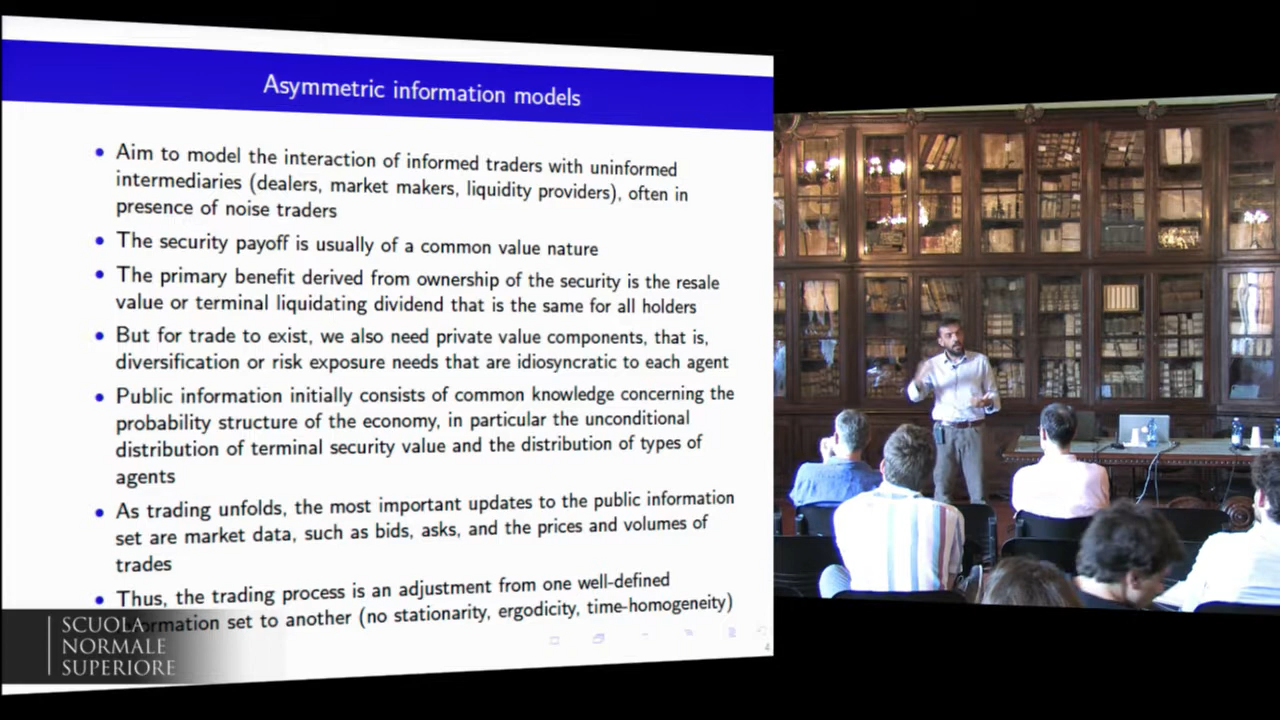 Asymmetric information models
• Aim to model the interaction of informed traders with uninformed
intermediaries (dealers, market makers, liquidity providers), often in
presence of noise traders
• The security payoff is usually of a common value nature
• The primary benefit derived from ownership of the security is the resale
value or terminal liquidating dividend that is the same for all holders
• But for trade to exist, we also need private value components, that is,
diversification or risk exposure needs that are idiosyncratic to each agent
• Public information initially consists of common knowledge concerning the
probability structure of the economy, in particular the unconditional
distribution of terminal security value and the distribution of types of
agents
• As trading unfolds, the most important updates to the public information
set are market data, such as bids, asks, and the prices and volumes of
trades
• Thus, the trading process is an adjustment from one well-defined
information set to another (no stationarity, ergodicity, time-homogeneity)
4
SCUOLA
NORMALE
SUPERIORE